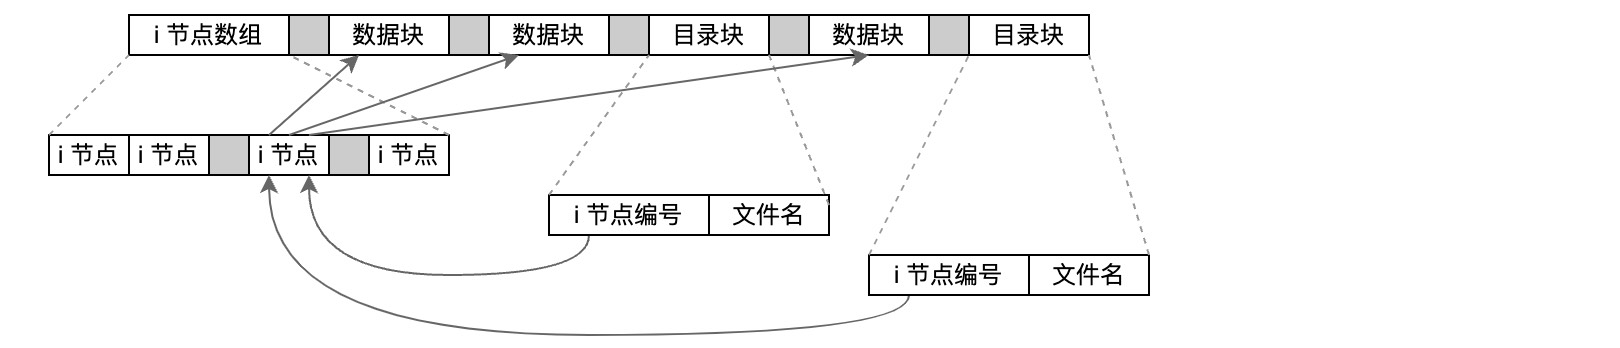 i 节点数组 数据块 数据块 目录块 数据块 目录块
i 节点 i 节点 i 节点 i 节点
i 节点编号 文件名
i 节点编号 文件名